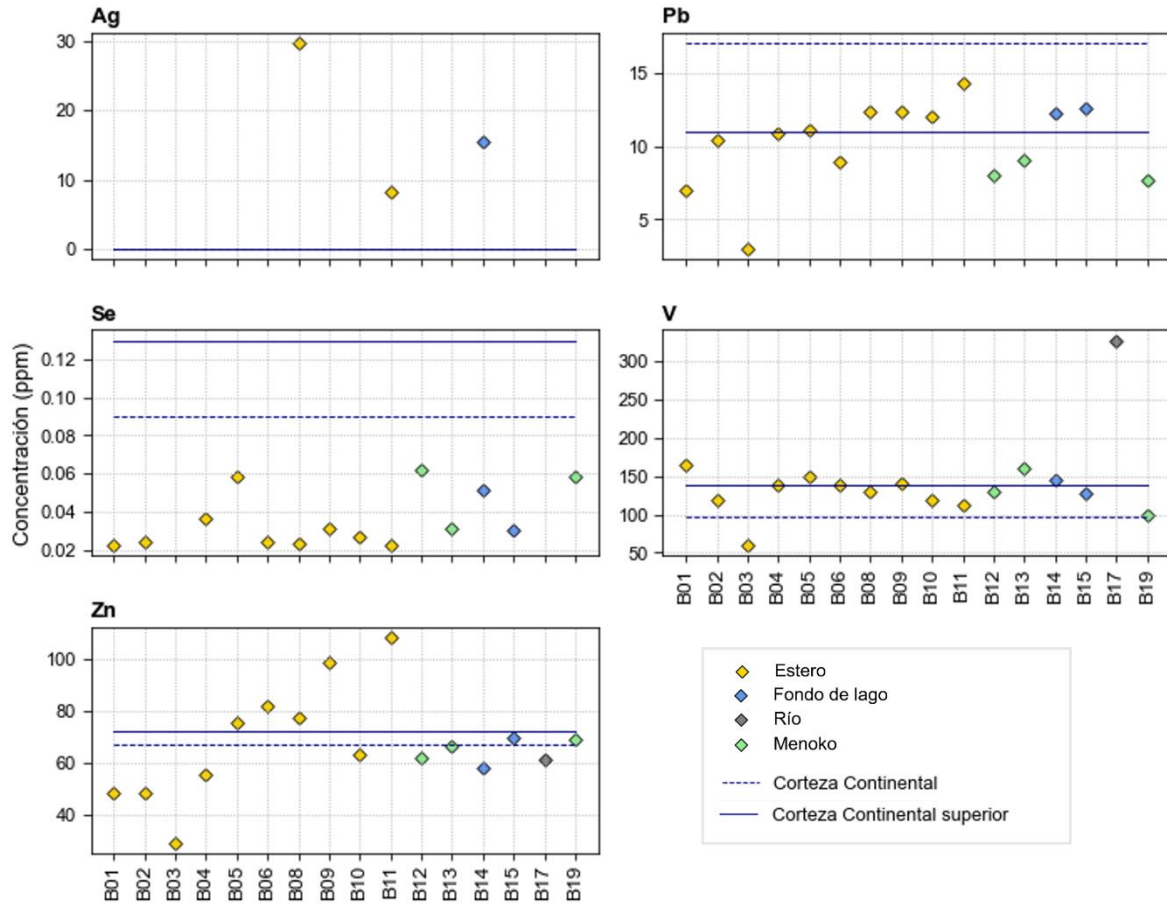 Ag
30
20
10
0
Pb
15
10
5
Concentración (ppm)
Se
0.12
0.10
0.08
0.06
0.04
0.02
V
300
250
200
150
100
50
B01 B02 B03 B04 B05 B06 B08 B09 B10 B11 B12 B13 B14 B15 B17 B19
Zn
100
80
60
40
B01 B02 B03 B04 B05 B06 B08 B09 B10 B11 B12 B13 B14 B15 B17 B19
Estero
Fondo de lago
Río
Menoko
Corteza Continental
Corteza Continental superior